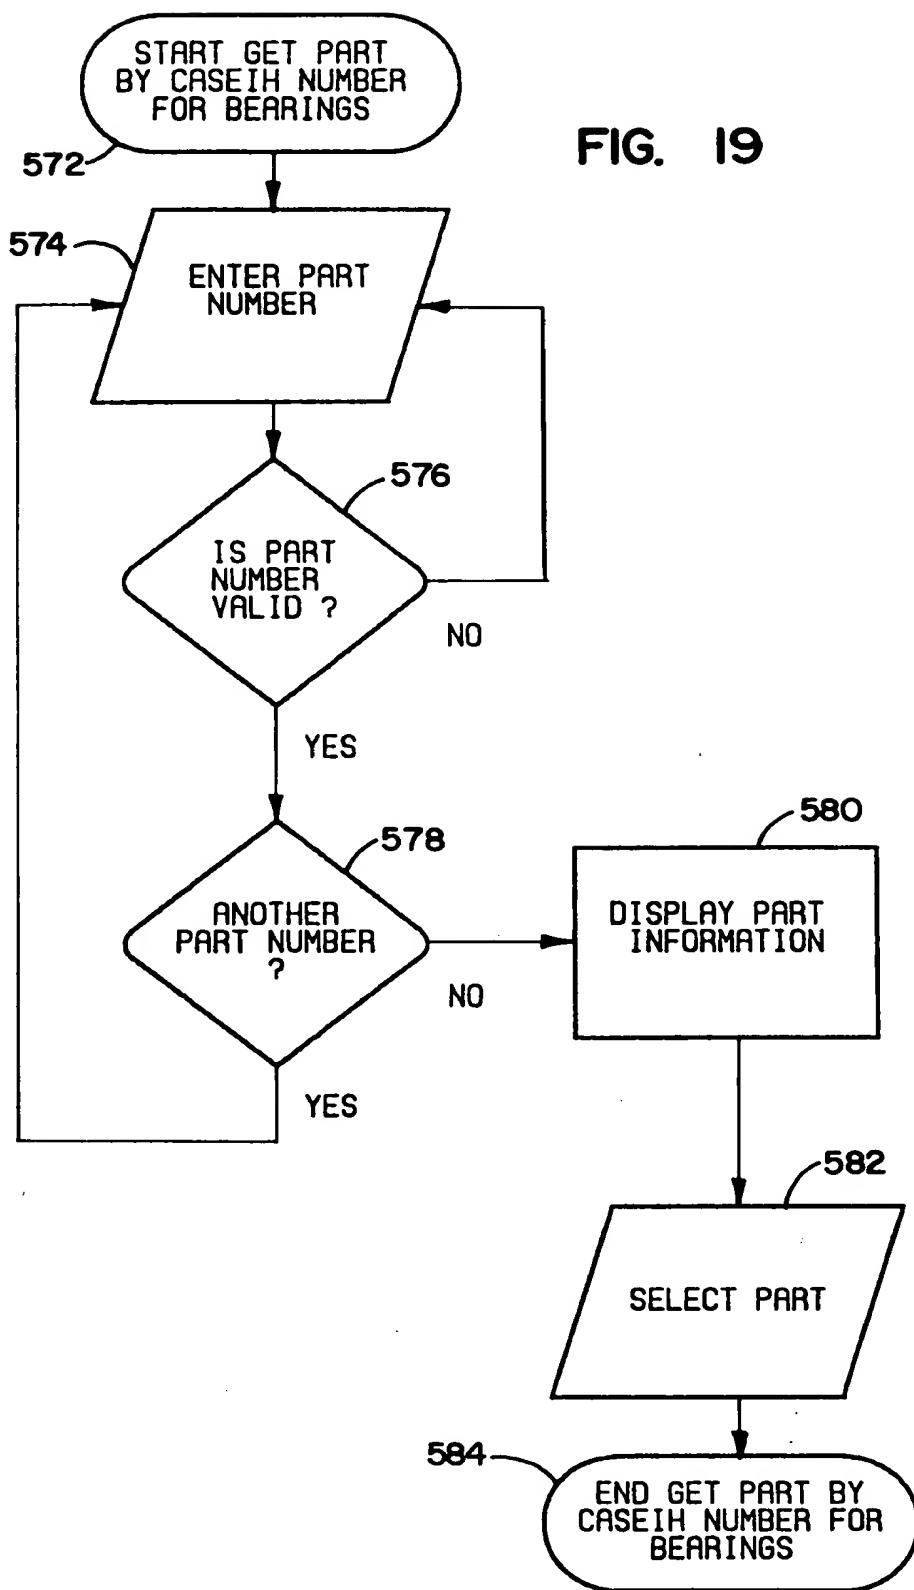 START GET PART
BY CASEIH NUMBER
FOR BEARINGS
572
FIG. 19
574
ENTER PART
NUMBER
576
IS PART
NUMBER
VALID ?
NO
YES
578
ANOTHER
PART NUMBER
?
NO
YES
580
DISPLAY PART
INFORMATION
582
SELECT PART
584
END GET PART BY
CASEIH NUMBER FOR
BEARINGS